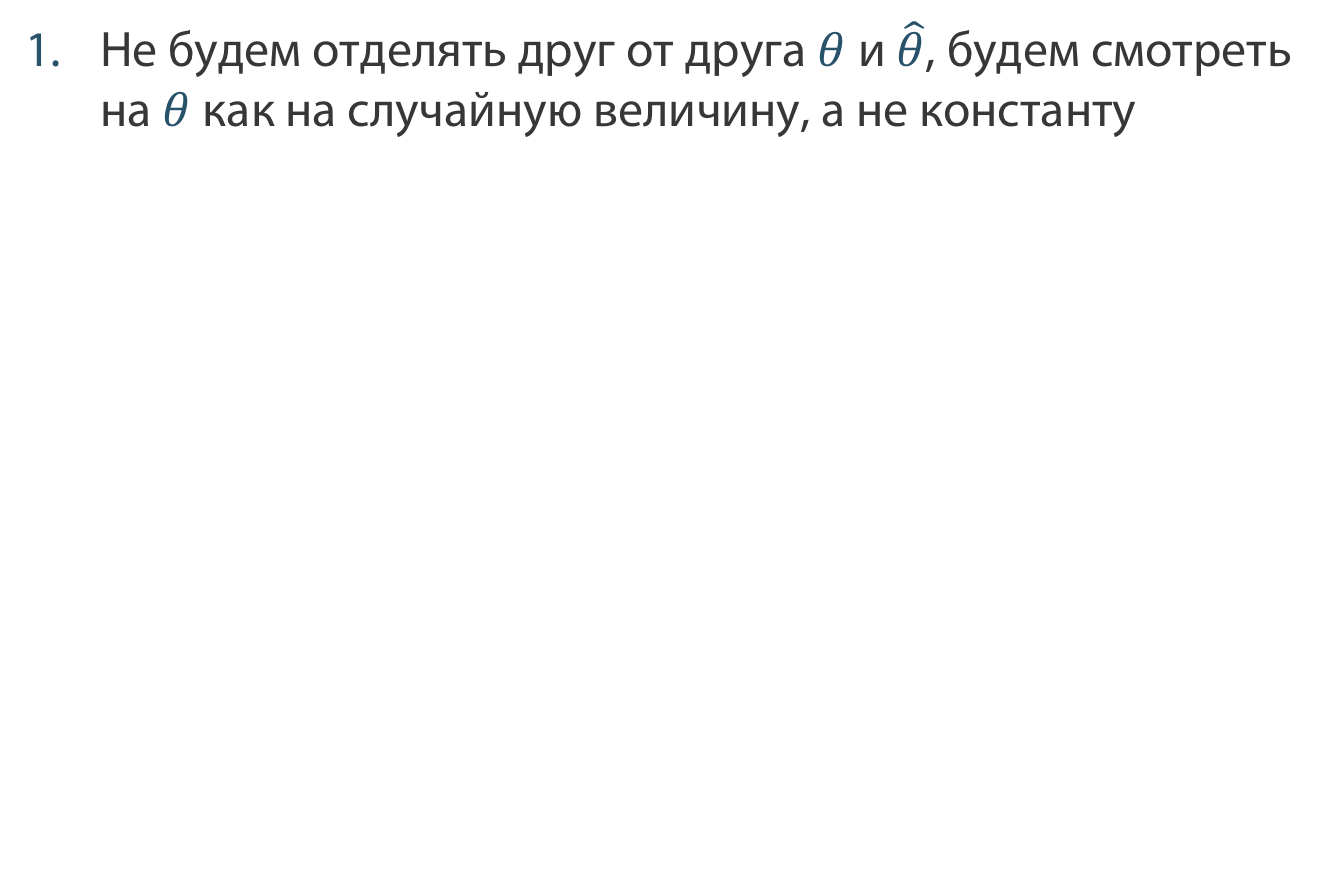 1. Не будем отделять друг от друга θ и θ̂, будем смотреть
на θ как на случайную величину, а не константу